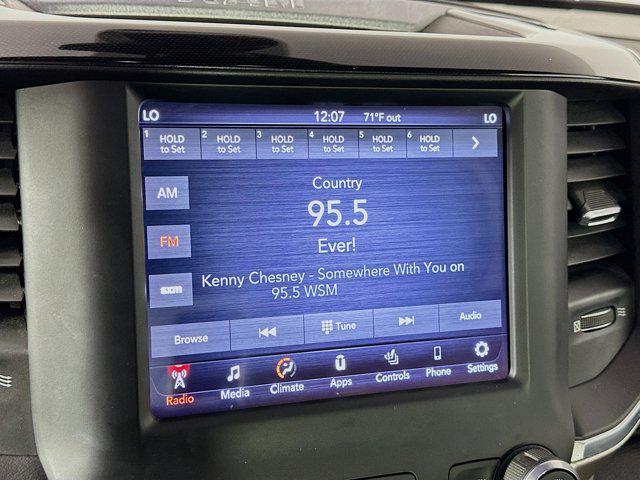 LO 12:07 71°F out LO
1 HOLD to Set 2 HOLD to Set 3 HOLD to Set 4 HOLD to Set 5 HOLD to Set 6 HOLD to Set
AM
Country
95.5
FM
Ever!
sxm
Kenny Chesney - Somewhere With You on
95.5 WSM
Browse Tune Audio
Radio Media Climate Apps Controls Phone Settings